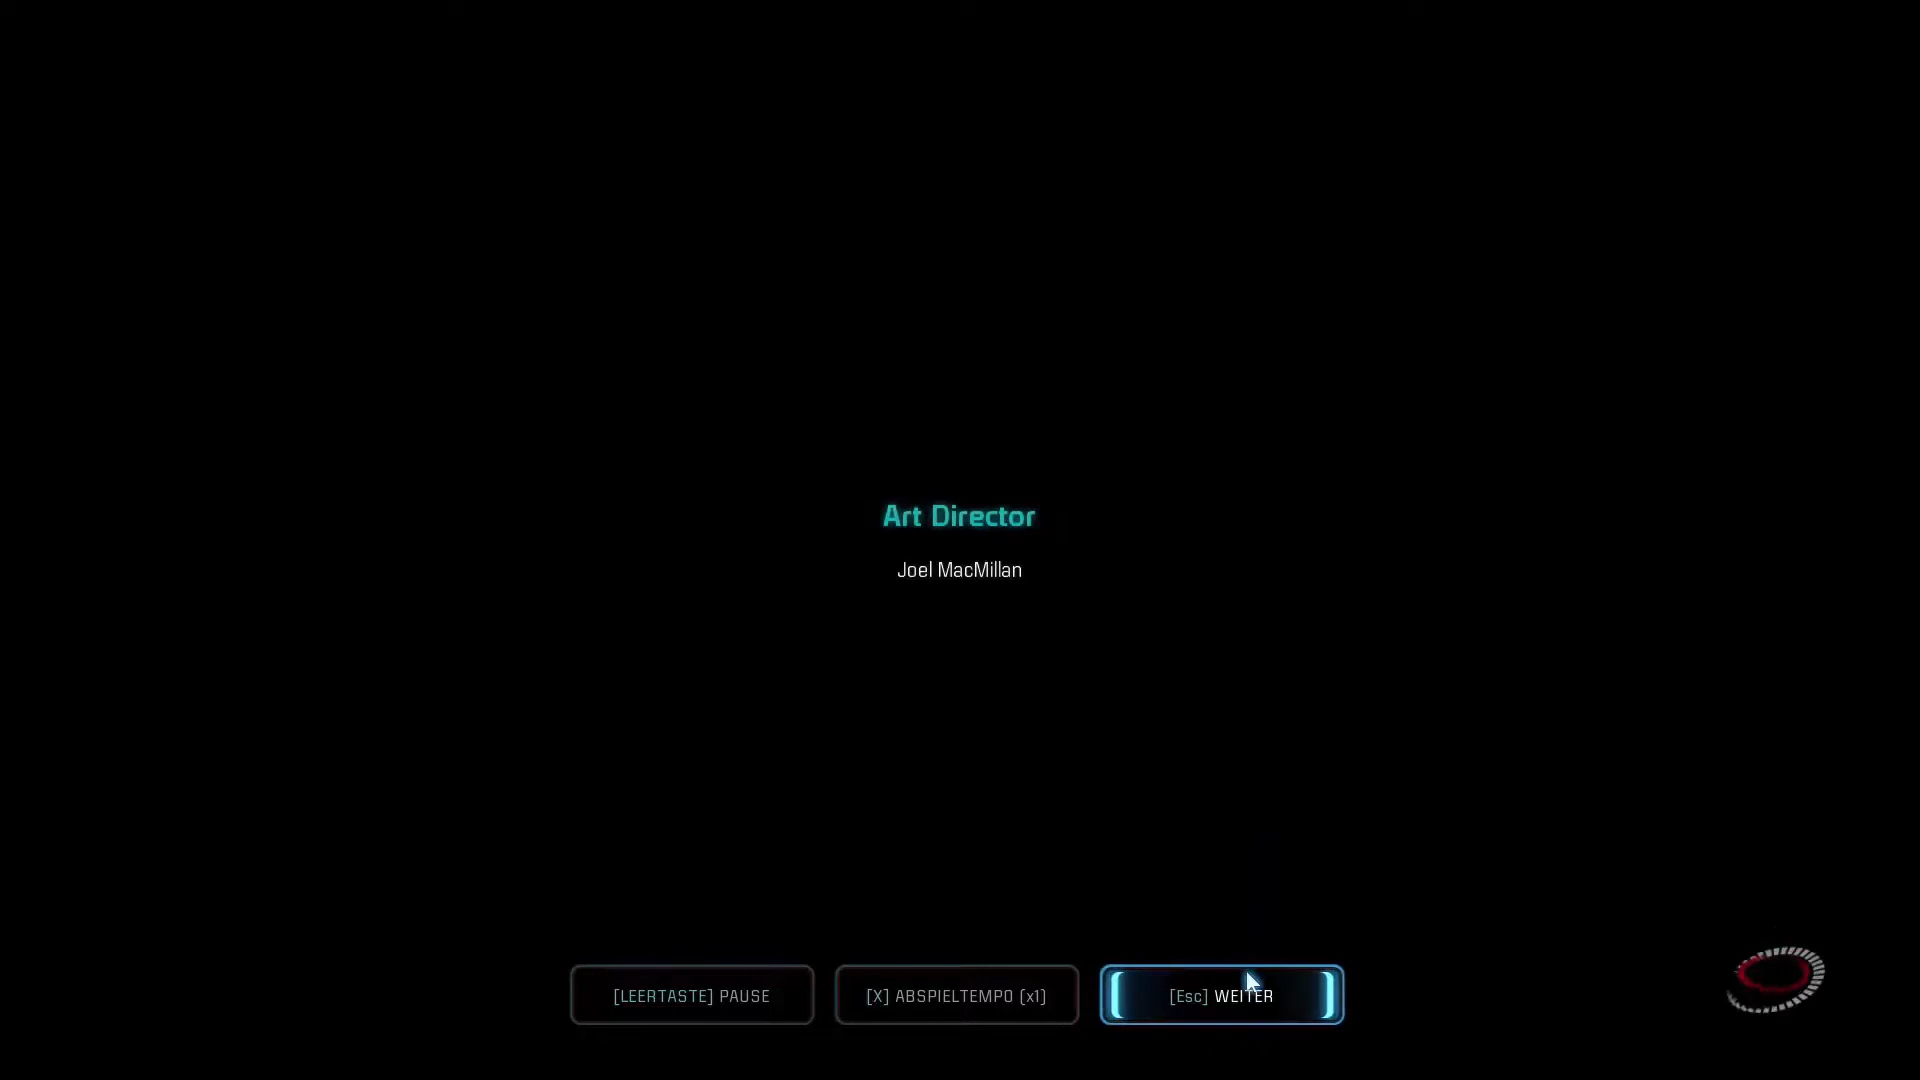 Art Director
Joel MacMillan
[LEERTASTE] PAUSE
[X] ABSPIELTEMPO (x1)
[Esc] WEITER